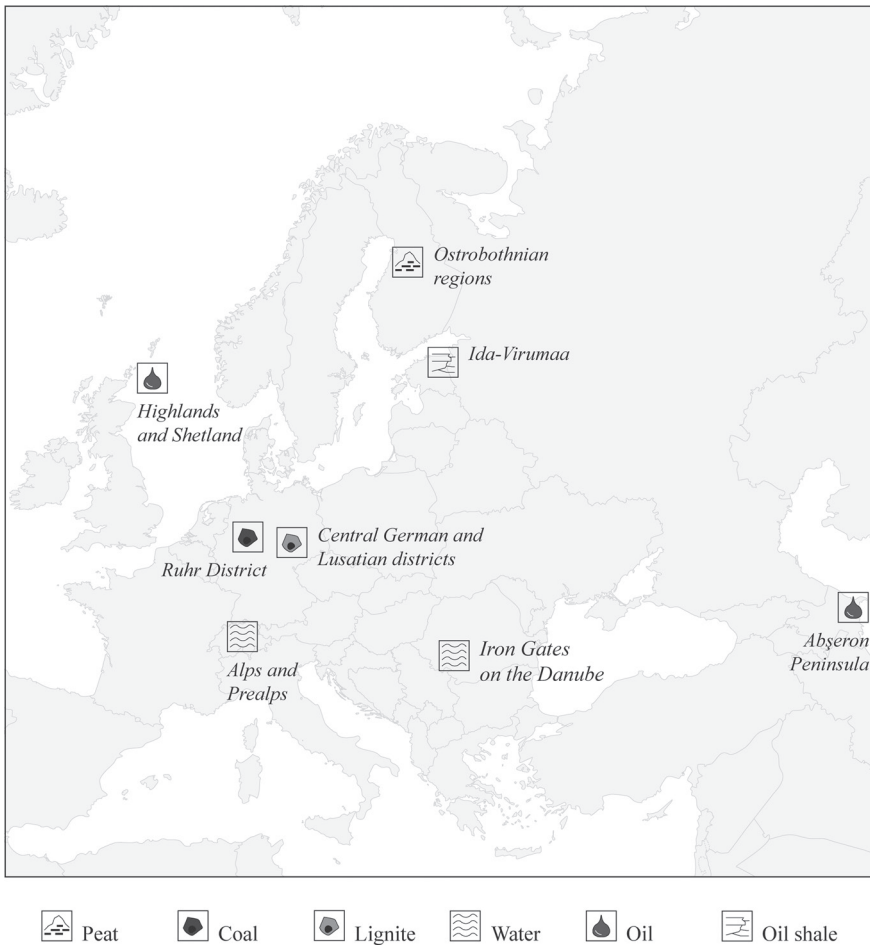 Ostrobothnian
regions
Ida-Virumaa
Highlands
and Shetland
Central German and
Lusatian districts
Ruhr District
Abşeron
Peninsula
Iron Gates
on the Danube
Alps and
Prealps
Peat
Coal
Lignite
Water
Oil
Oil shale